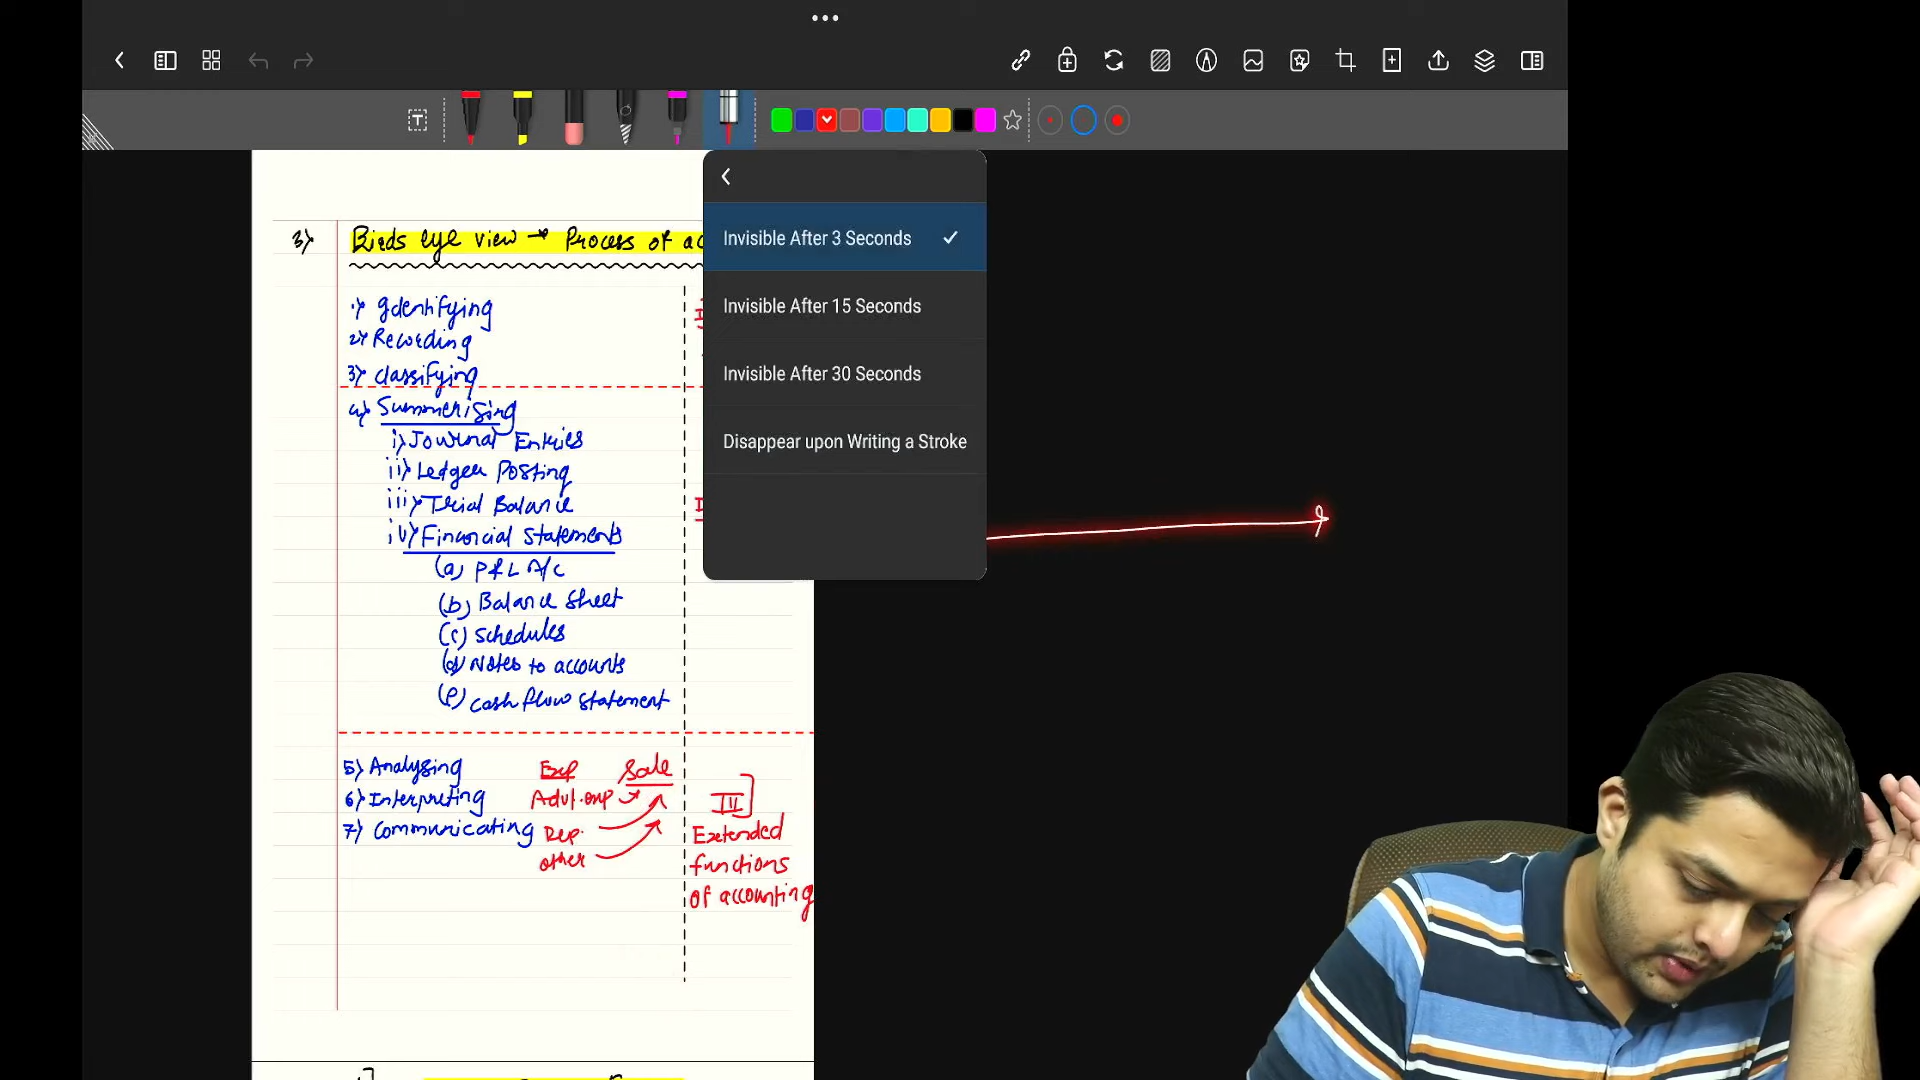 3) Birds eye view → Process of ac
1) Identifying
2) Recording
3) classifying
4) Summerising
i) Journal Entries
ii) Ledger Posting
iii) Trial Balance
iv) Financial Statements
(a) P&L A/c
(b) Balance Sheet
(c) Schedules
(d) Notes to accounts
(e) cash flow statement
5) Analysing
6) Interpreting
7) Communicating
Exp Sale
Advt. exp
Dep.
other
III
Extended
functions
of accounting
Invisible After 3 Seconds
Invisible After 15 Seconds
Invisible After 30 Seconds
Disappear upon Writing a Stroke